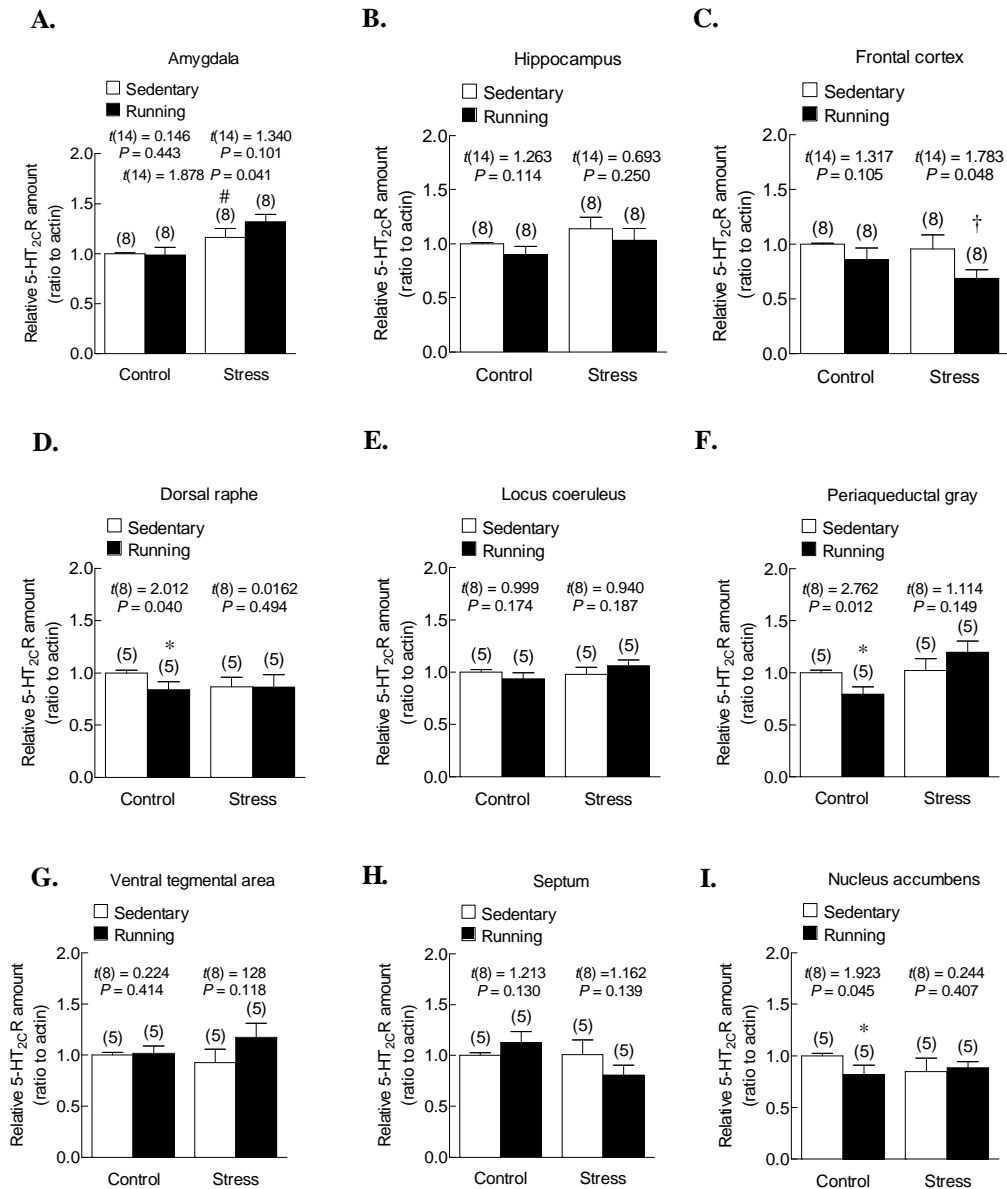 A.
Amygdala
Sedentary
Running
t(14) = 0.146 t(14) = 1.340
P = 0.443 P = 0.101
t(14) = 1.878 P = 0.041
Relative 5-HT2CR amount
(ratio to actin)
2.0
1.5
1.0
0.5
0.0
#
(8) (8) (8) (8)
Control Stress
B.
Hippocampus
Sedentary
Running
t(14) = 1.263 t(14) = 0.693
P = 0.114 P = 0.250
Relative 5-HT2CR amount
(ratio to actin)
2.0
1.5
1.0
0.5
0.0
(8) (8) (8) (8)
Control Stress
C.
Frontal cortex
Sedentary
Running
t(14) = 1.317 t(14) = 1.783
P = 0.105 P = 0.048
Relative 5-HT2CR amount
(ratio to actin)
2.0
1.5
1.0
0.5
0.0
†
(8) (8) (8) (8)
Control Stress
D.
Dorsal raphe
Sedentary
Running
t(8) = 2.012 t(8) = 0.0162
P = 0.040 P = 0.494
Relative 5-HT2CR amount
(ratio to actin)
2.0
1.5
1.0
0.5
0.0
*
(5) (5) (5) (5)
Control Stress
E.
Locus coeruleus
Sedentary
Running
t(8) = 0.999 t(8) = 0.940
P = 0.174 P = 0.187
Relative 5-HT2CR amount
(ratio to actin)
2.0
1.5
1.0
0.5
0.0
(5) (5) (5) (5)
Control Stress
F.
Periaqueductal gray
Sedentary
Running
t(8) = 2.762 t(8) = 1.114
P = 0.012 P = 0.149
Relative 5-HT2CR amount
(ratio to actin)
2.0
1.5
1.0
0.5
0.0
*
(5) (5) (5) (5)
Control Stress
G.
Ventral tegmental area
Sedentary
Running
t(8) = 0.224 t(8) = 128
P = 0.414 P = 0.118
Relative 5-HT2CR amount
(ratio to actin)
2.0
1.5
1.0
0.5
0.0
(5) (5) (5) (5)
Control Stress
H.
Septum
Sedentary
Running
t(8) = 1.213 t(8) =1.162
P = 0.130 P = 0.139
Relative 5-HT2CR amount
(ratio to actin)
2.0
1.5
1.0
0.5
0.0
(5) (5) (5) (5)
Control Stress
I.
Nucleus accumbens
Sedentary
Running
t(8) = 1.923 t(8) = 0.244
P = 0.045 P = 0.407
Relative 5-HT2CR amount
(ratio to actin)
2.0
1.5
1.0
0.5
0.0
*
(5) (5) (5) (5)
Control Stress